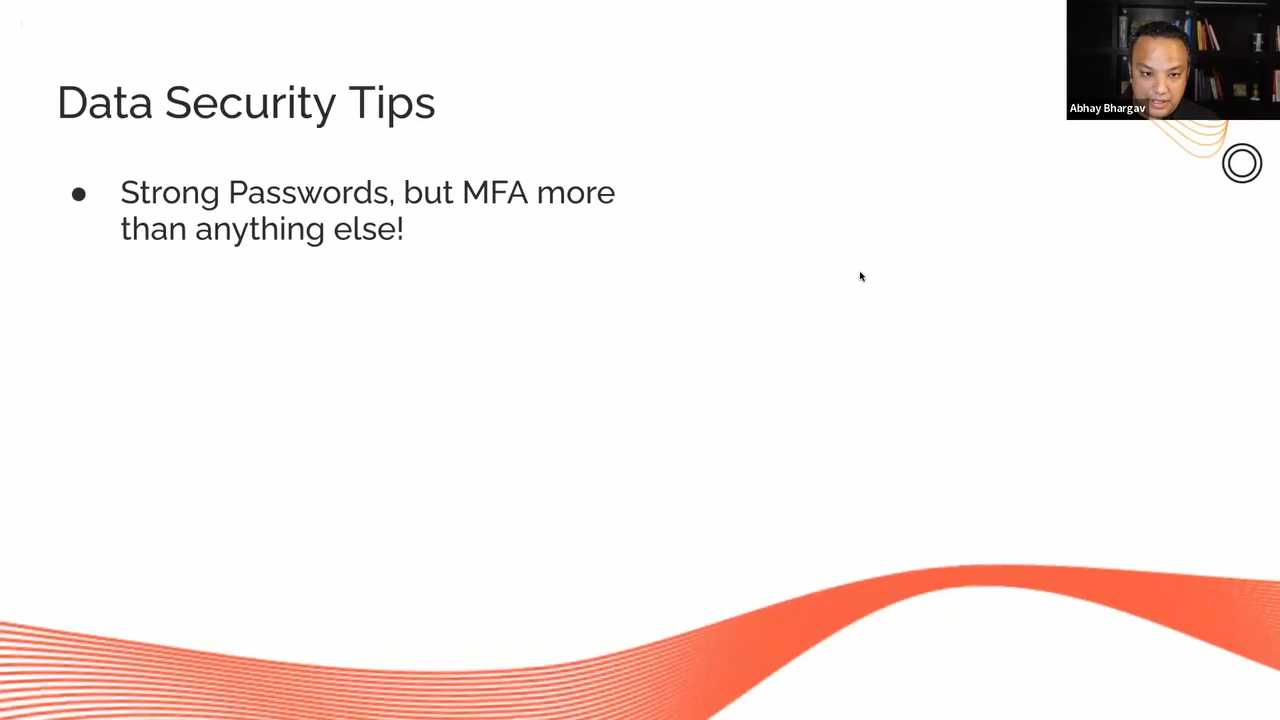 Data Security Tips
● Strong Passwords, but MFA more
than anything else!
Abhay Bhargav